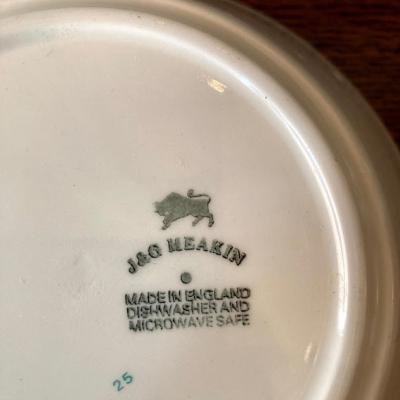 J&G MEAKIN
MADE IN ENGLAND
DISHWASHER AND
MICROWAVE SAFE
25